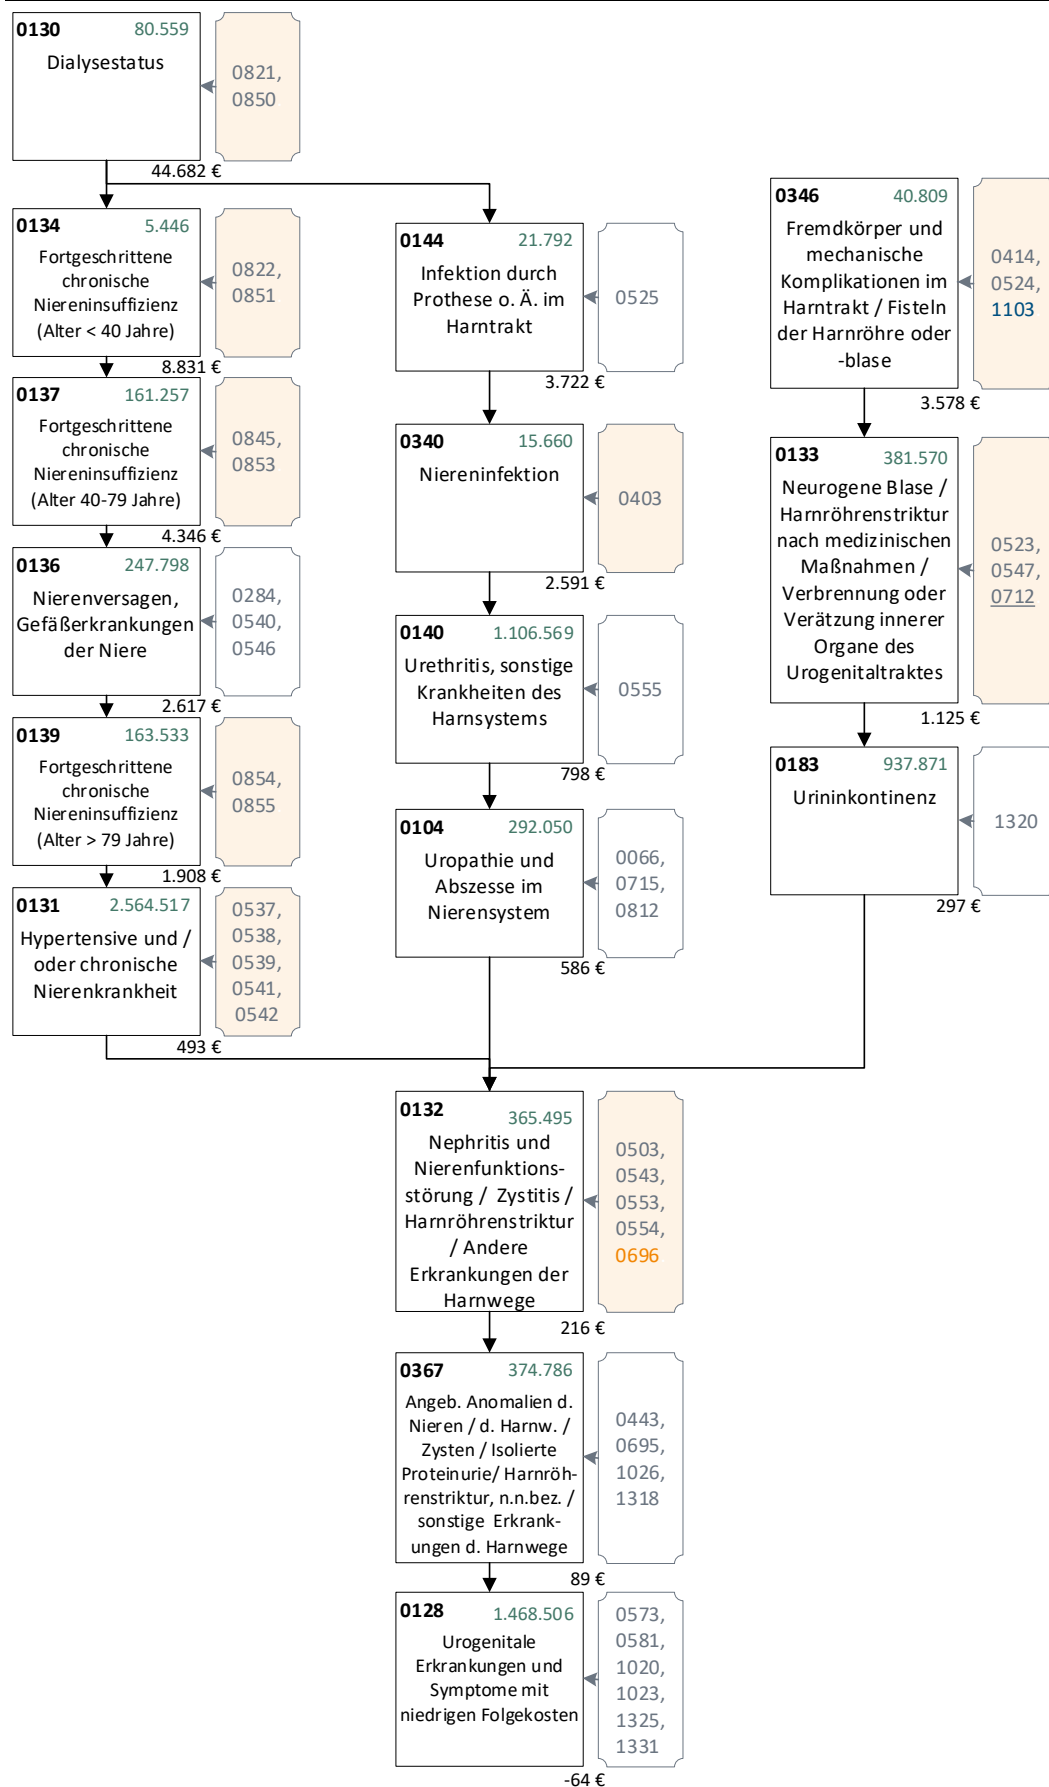 0130 80.559
Dialysestatus
0821,
0850
44.682 €
0134 5.446
Fortgeschrittene
chronische
Niereninsuffizienz
(Alter < 40 Jahre)
0822,
0851
8.831 €
0137 161.257
Fortgeschrittene
chronische
Niereninsuffizienz
(Alter 40-79 Jahre)
0845,
0853
4.346 €
0136 247.798
Nierenversagen,
Gefäßerkrankungen
der Niere
0284,
0540,
0546
2.617 €
0139 163.533
Fortgeschrittene
chronische
Niereninsuffizienz
(Alter > 79 Jahre)
0854,
0855
1.908 €
0131 2.564.517
Hypertensive und /
oder chronische
Nierenkrankheit
0537,
0538,
0539,
0541,
0542
493 €
0144 21.792
Infektion durch
Prothese o. Ä. im
Harntrakt
0525
3.722 €
0340 15.660
Niereninfektion
0403
2.591 €
0140 1.106.569
Urethritis, sonstige
Krankheiten des
Harnsystems
0555
798 €
0104 292.050
Uropathie und
Abszesse im
Nierensystem
0066,
0715,
0812
586 €
0346 40.809
Fremdkörper und
mechanische
Komplikationen im
Harntrakt / Fisteln
der Harnröhre oder
-blase
0414,
0524,
1103
3.578 €
0133 381.570
Neurogene Blase /
Harnröhrenstriktur
nach medizinischen
Maßnahmen /
Verbrennung oder
Verätzung innerer
Organe des
Urogenitaltraktes
0523,
0547,
0712
1.125 €
0183 937.871
Urininkontinenz
1320
297 €
0132 365.495
Nephritis und
Nierenfunktions-
störung / Zystitis /
Harnröhrenstriktur
/ Andere
Erkrankungen der
Harnwege
0503,
0543,
0553,
0554,
0696
216 €
0367 374.786
Angeb. Anomalien d.
Nieren / d. Harnw. /
Zysten / Isolierte
Proteinurie/ Harnröh-
renstriktur, n.n.bez. /
sonstige Erkrank-
ungen d. Harnwege
0443,
0695,
1026,
1318
89 €
0128 1.468.506
Urogenitale
Erkrankungen und
Symptome mit
niedrigen Folgekosten
0573,
0581,
1020,
1023,
1325,
1331
-64 €